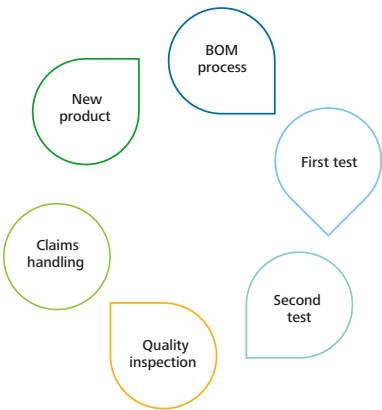 New
product
BOM
process
First test
Second
test
Quality
inspection
Claims
handling